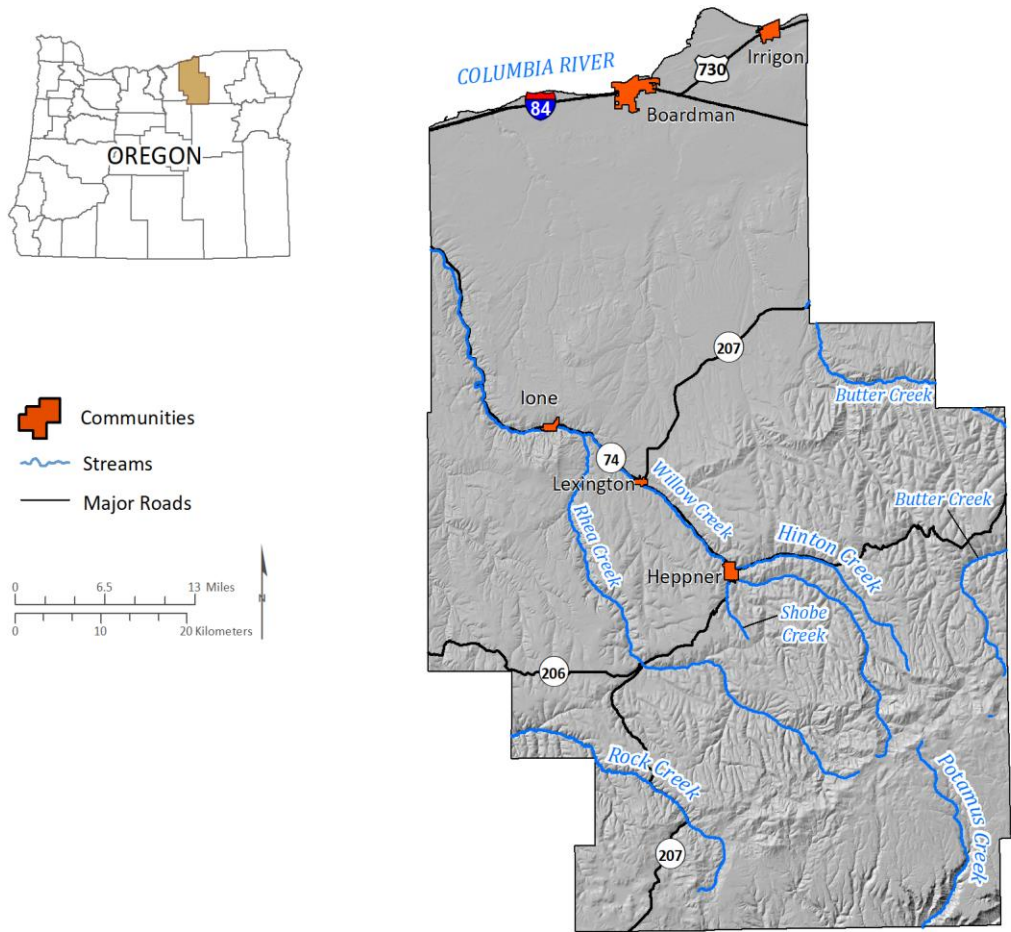 OREGON
Communities
Streams
Major Roads
0 6.5 13 Miles
0 10 20 Kilometers
N
COLUMBIA RIVER
84
730
Irrigon
Boardman
207
Ione
Butter Creek
74
Lexington
Willow Creek
Butter Creek
Rhea Creek
Hinton Creek
Heppner
Shobe
Creek
206
Rock Creek
Potamus Creek
207